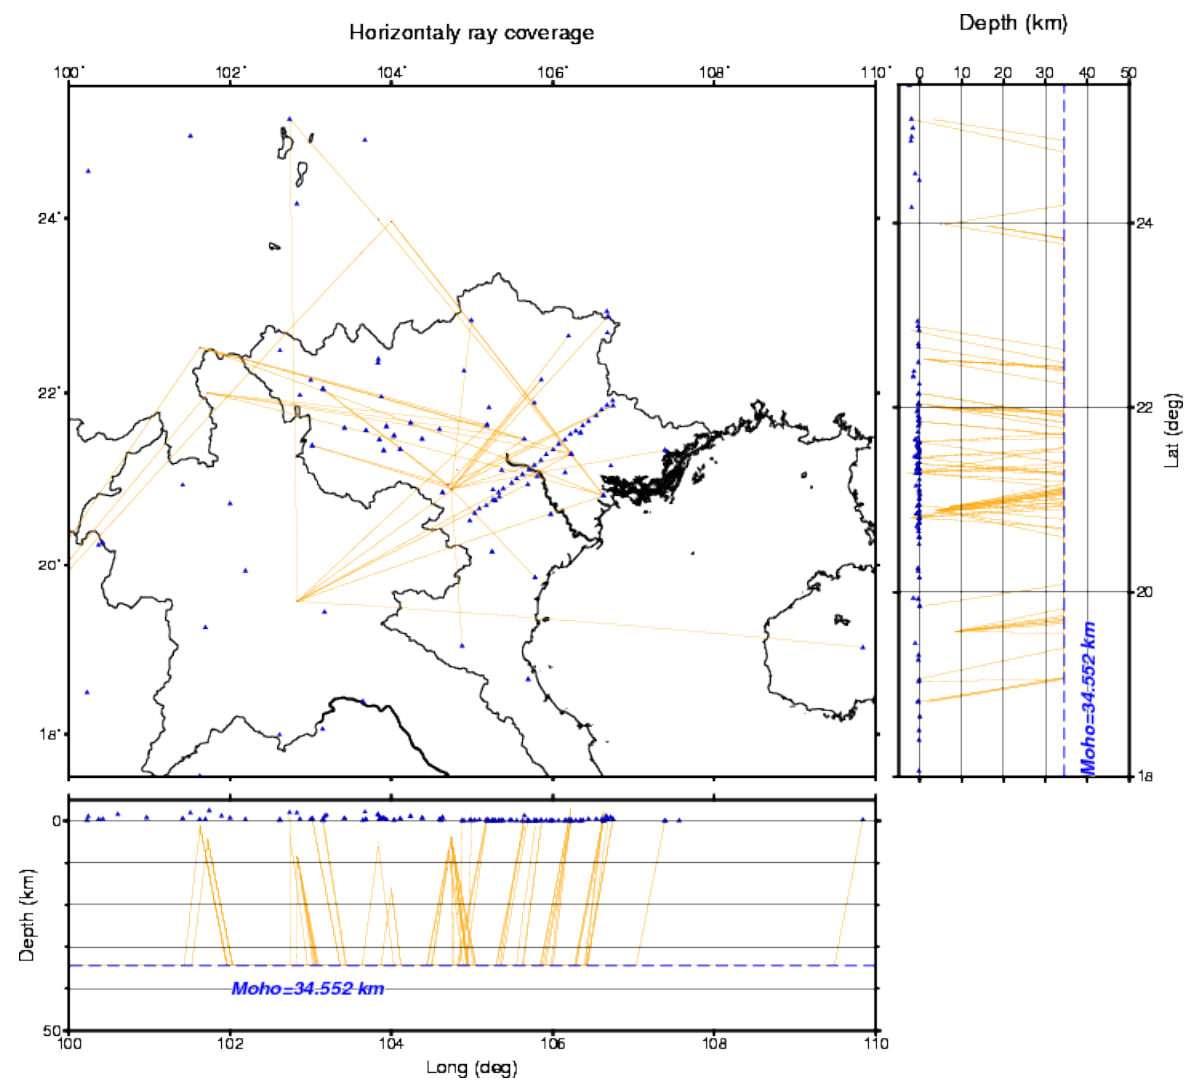 Horizontaly ray coverage
Depth (km)
100° 102° 104° 106° 108° 110°
0 10 20 30 40 50
24°
22°
20°
18°
24
22
20
18
Lat (deg)
Moho=34.552 km
0
50
Depth (km)
Moho=34.552 km
100 102 104 106 108 110
Long (deg)